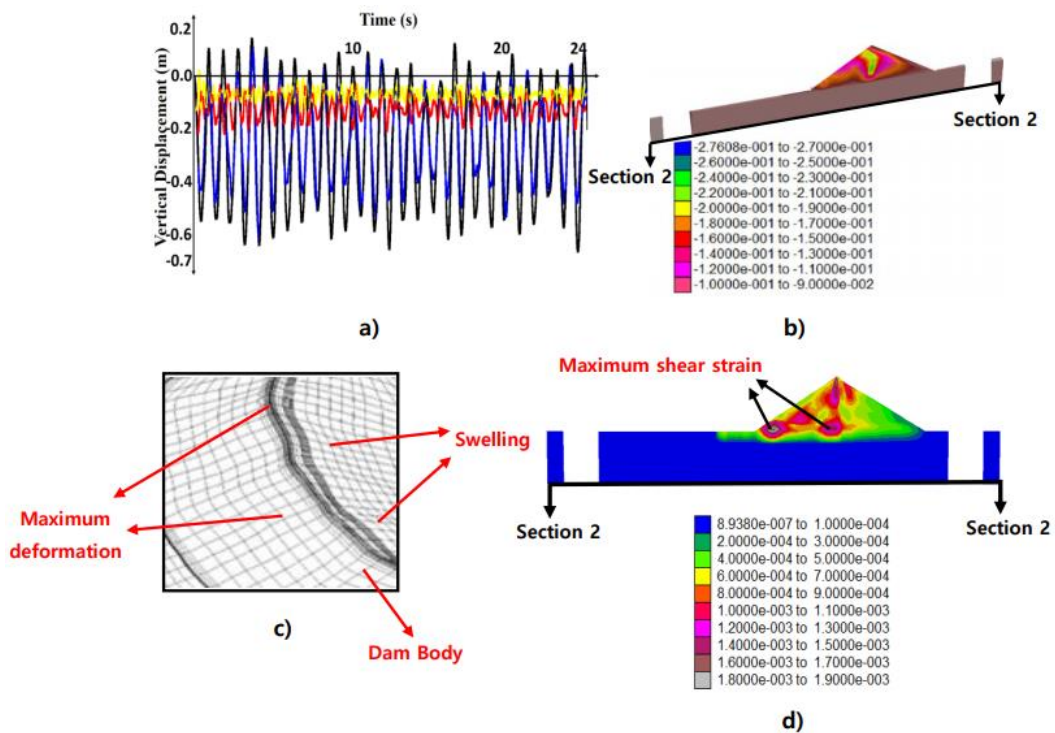 Time (s)
0.2
10
20
24
0.0
-0.2
-0.4
-0.6
-0.7
Vertical Displacement (m)
a)
Section 2
Section 2
-2.7608e-001 to -2.7000e-001
-2.6000e-001 to -2.5000e-001
-2.4000e-001 to -2.3000e-001
-2.2000e-001 to -2.1000e-001
-2.0000e-001 to -1.9000e-001
-1.8000e-001 to -1.7000e-001
-1.6000e-001 to -1.5000e-001
-1.4000e-001 to -1.3000e-001
-1.2000e-001 to -1.1000e-001
-1.0000e-001 to -9.0000e-002
b)
Swelling
Maximum
deformation
Dam Body
c)
Maximum shear strain
Section 2
Section 2
8.9380e-007 to 1.0000e-004
2.0000e-004 to 3.0000e-004
4.0000e-004 to 5.0000e-004
6.0000e-004 to 7.0000e-004
8.0000e-004 to 9.0000e-004
1.0000e-003 to 1.1000e-003
1.2000e-003 to 1.3000e-003
1.4000e-003 to 1.5000e-003
1.6000e-003 to 1.7000e-003
1.8000e-003 to 1.9000e-003
d)